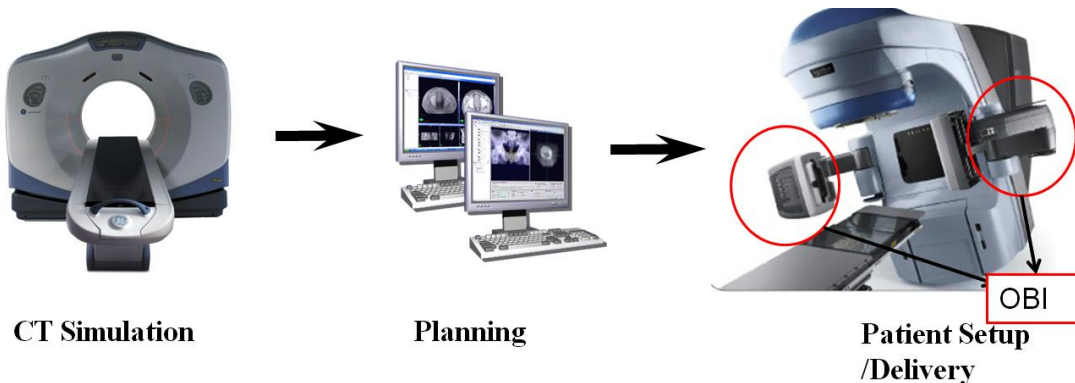 CT Simulation
Planning
OBI
Patient Setup
/Delivery